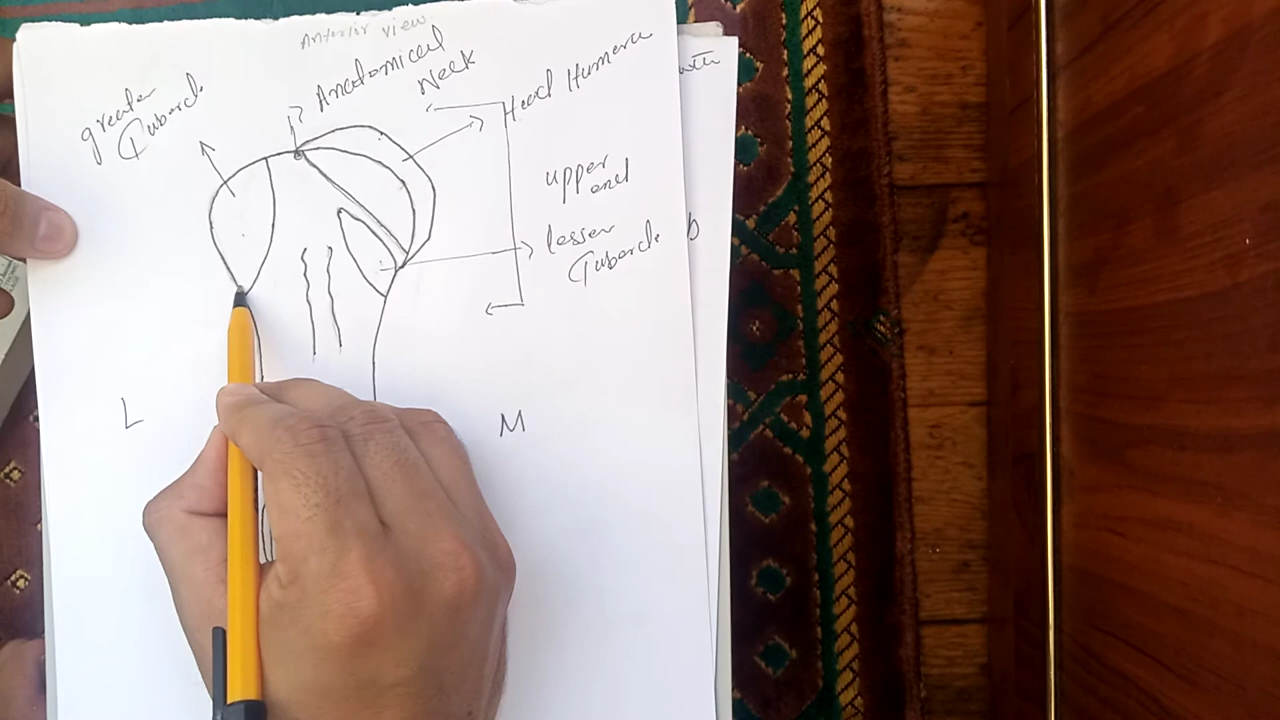 Anterior view
Anatomical
Neck
greater
Tubercle
Head Humerus
upper
end
lesser
Tubercle
b
L
M